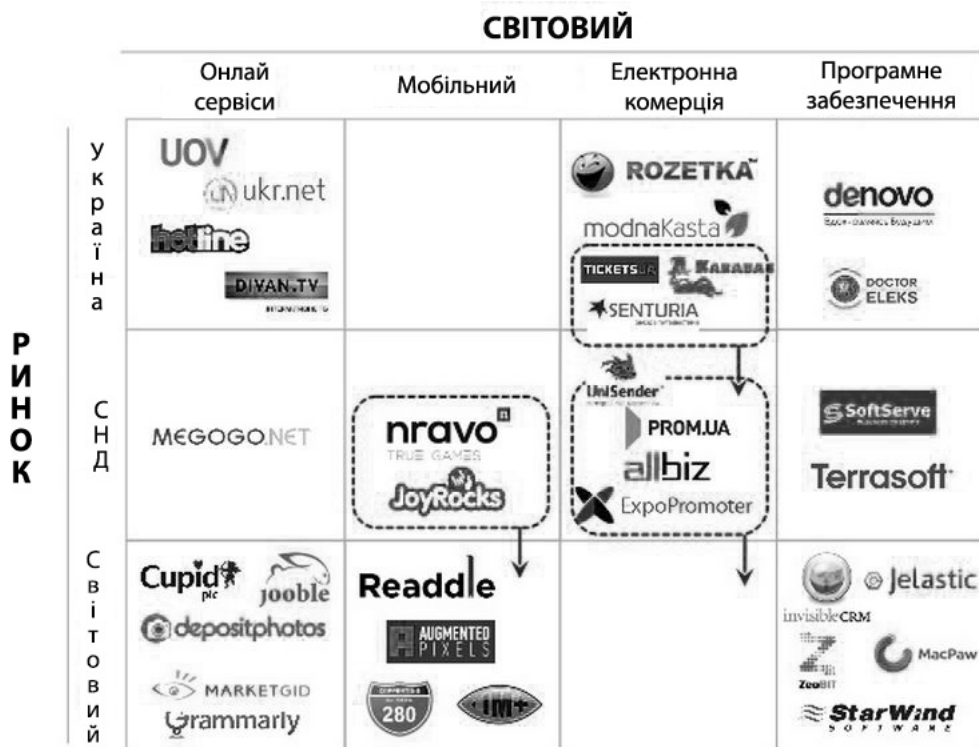 СВІТОВИЙ
Онлай
сервіси
Мобільний
Електронна
комерція
Програмне
забезпечення
РИНОК
Україна
UOV
ukr.net
hotline
DIVAN.TV
ROZETKA
modnaKasta
TICKETS.UA
KARABAS
SENTURIA
denovo
DOCTOR
ELEKS
СНД
MEGOGO.NET
nravo
n
TRUE GAMES
JoyRocks
UniSender
PROM.UA
allbiz
ExpoPromoter
SoftServe
Terrasoft
Світовий
Cupid
plc
jooble
depositphotos
MARKETGID
Grammarly
Readdle
AUGMENTED
PIXELS
280
IM+
Jelastic
invisibleCRM
ZeoBIT
MacPaw
StarWind
SOFTWARE